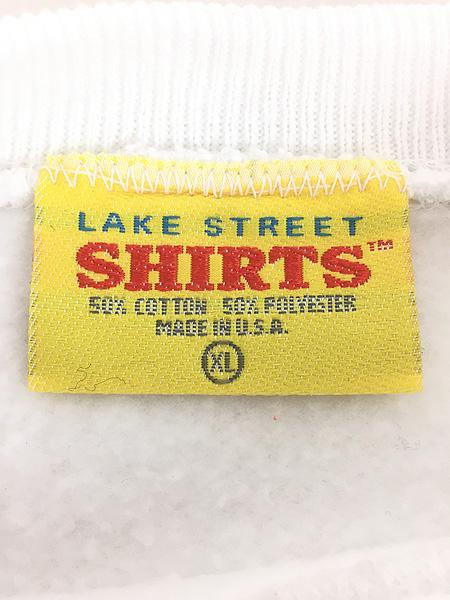 LAKE STREET
SHIRTS™
50% COTTON 50% POLYESTER
MADE IN U.S.A.
XL